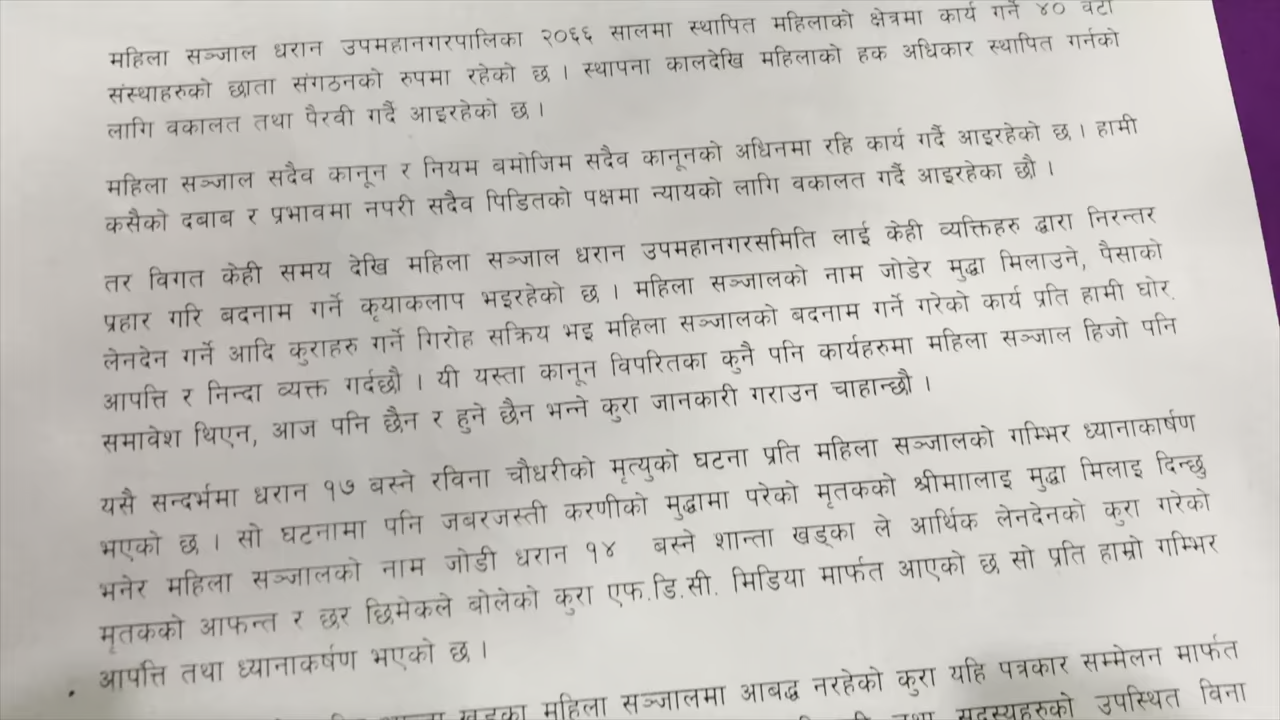 महिला सञ्जाल धरान उपमहानगरपालिका २०६६ सालमा स्थापित महिलाको क्षेत्रमा कार्य गर्ने ४० वटा
संस्थाहरुको छाता संगठनको रुपमा रहेको छ । स्थापना कालदेखि महिलाको हक अधिकार स्थापित गर्नको
लागि वकालत तथा पैरवी गर्दै आइरहेको छ ।
महिला सञ्जाल सदैव कानून र नियम बमोजिम सदैव कानूनको अधिनमा रहि कार्य गर्दै आइरहेको छ । हामी
कसैको दबाब र प्रभावमा नपरी सदैव पिडितको पक्षमा न्यायको लागि वकालत गर्दै आइरहेका छौ ।
तर विगत केही समय देखि महिला सञ्जाल धरान उपमहानगरसमिति लाई केही व्यक्तिहरु द्वारा निरन्तर
प्रहार गरि बदनाम गर्ने कृयाकलाप भइरहेको छ । महिला सञ्जालको नाम जोडेर मुद्धा मिलाउने, पैसाको
लेनदेन गर्ने आदि कुराहरु गर्ने गिरोह सक्रिय भइ महिला सञ्जालको बदनाम गर्ने गरेको कार्य प्रति हामी घोर
आपत्ति र निन्दा व्यक्त गर्दछौ । यी यस्ता कानून विपरितका कुनै पनि कार्यहरुमा महिला सञ्जाल हिजो पनि
समावेश थिएन, आज पनि छैन र हुने छैन भन्ने कुरा जानकारी गराउन चाहान्छौ ।
यसै सन्दर्भमा धरान १७ बस्ने रविना चौधरीको मृत्युको घटना प्रति महिला सञ्जालको गम्भिर ध्यानाकार्षण
भएको छ । सो घटनामा पनि जबरजस्ती करणीको मुद्धामा परेको मृतकको श्रीमाालाइ मुद्धा मिलाइ दिन्छु
भनेर महिला सञ्जालको नाम जोडी धरान १४ बस्ने शान्ता खड्का ले आर्थिक लेनदेनको कुरा गरेको
मृतकको आफन्त र छर छिमेकले बोलेको कुरा एफ.डि.सी. मिडिया मार्फत आएको छ सो प्रति हाम्रो गम्भिर
आपत्ति तथा ध्यानाकर्षण भएको छ ।
खड्का महिला सञ्जालमा आबद्ध नरहेको कुरा यहि पत्रकार सम्मेलन मार्फत
तथा सदस्यहरुको उपस्थित विना